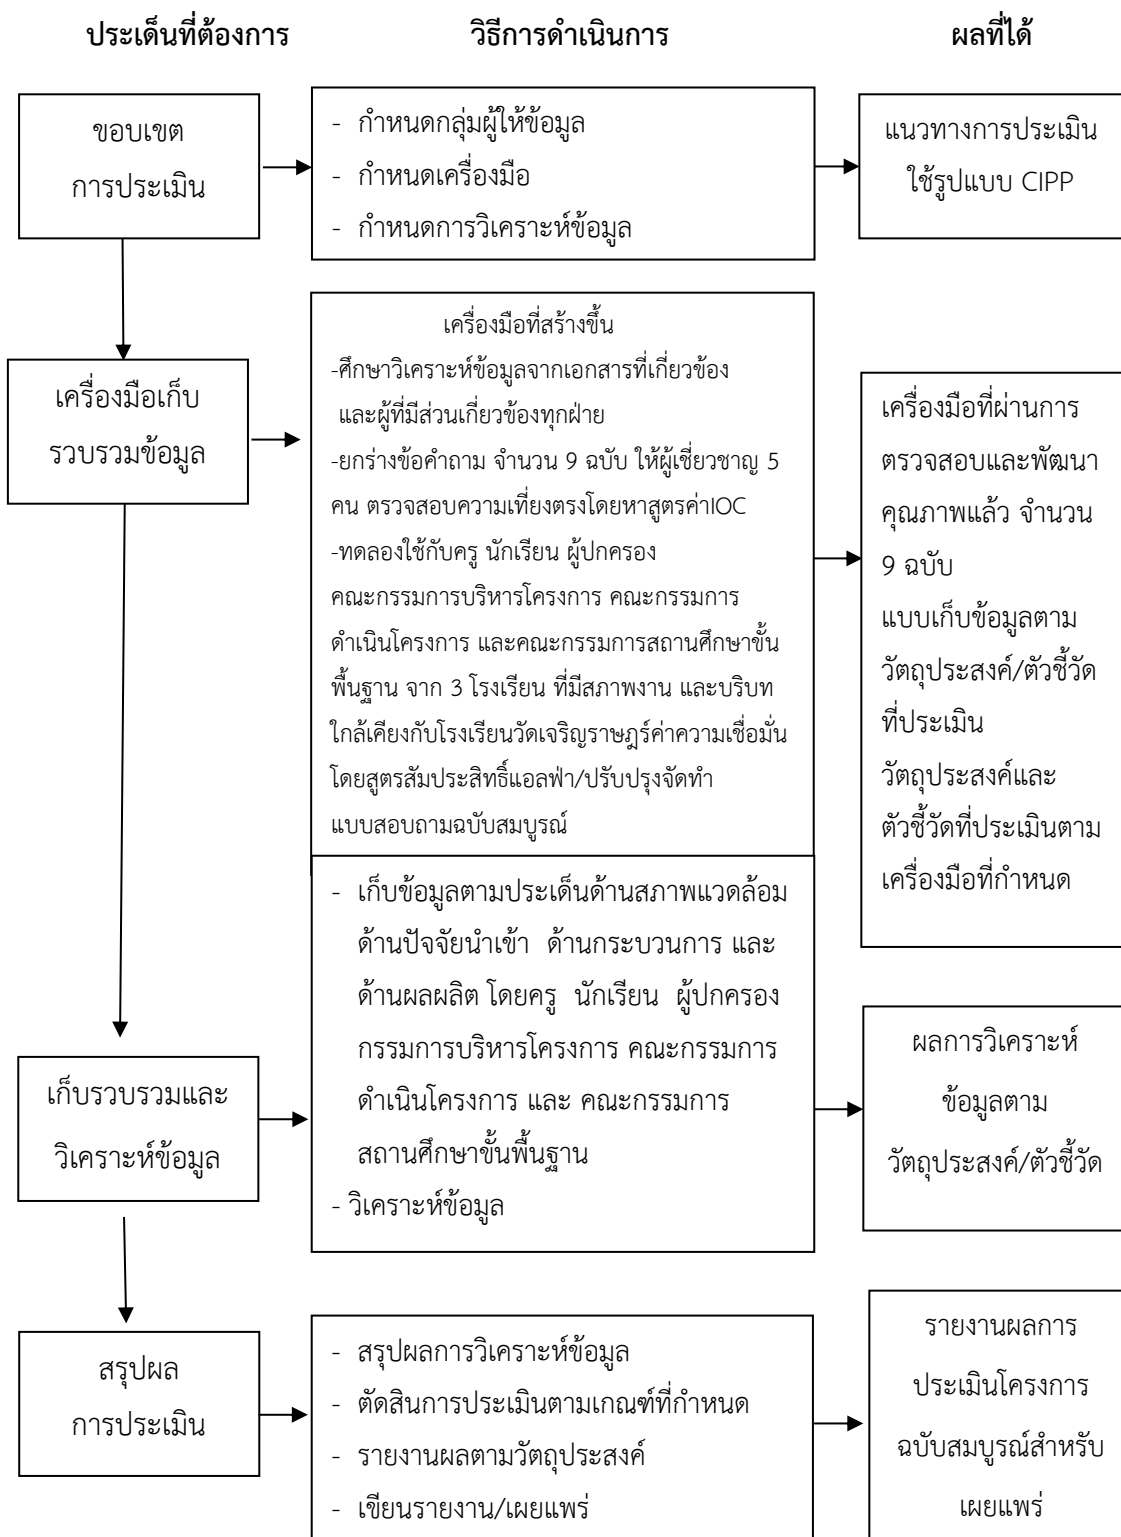 ประเด็นที่ต้องการ
วิธีการดำเนินการ
ผลที่ได้
ขอบเขต
การประเมิน
- กำหนดกลุ่มผู้ให้ข้อมูล
- กำหนดเครื่องมือ
- กำหนดการวิเคราะห์ข้อมูล
แนวทางการประเมิน
ใช้รูปแบบ CIPP
เครื่องมือเก็บ
รวบรวมข้อมูล
เครื่องมือที่สร้างขึ้น
-ศึกษาวิเคราะห์ข้อมูลจากเอกสารที่เกี่ยวข้อง
และผู้ที่มีส่วนเกี่ยวข้องทุกฝ่าย
-ยกร่างข้อคำถาม จำนวน 9 ฉบับ ให้ผู้เชี่ยวชาญ 5
คน ตรวจสอบความเที่ยงตรงโดยหาสูตรค่าIOC
-ทดลองใช้กับครู นักเรียน ผู้ปกครอง
คณะกรรมการบริหารโครงการ คณะกรรมการ
ดำเนินโครงการ และคณะกรรมการสถานศึกษาขั้น
พื้นฐาน จาก 3 โรงเรียน ที่มีสภาพงาน และบริบท
ใกล้เคียงกับโรงเรียนวัดเจริญราษฎร์ค่าความเชื่อมั่น
โดยสูตรสัมประสิทธิ์แอลฟ่า/ปรับปรุงจัดทำ
แบบสอบถามฉบับสมบูรณ์
เครื่องมือที่ผ่านการ
ตรวจสอบและพัฒนา
คุณภาพแล้ว จำนวน
9 ฉบับ
แบบเก็บข้อมูลตาม
วัตถุประสงค์/ตัวชี้วัด
ที่ประเมิน
วัตถุประสงค์และ
ตัวชี้วัดที่ประเมินตาม
เครื่องมือที่กำหนด
เก็บรวบรวมและ
วิเคราะห์ข้อมูล
- เก็บข้อมูลตามประเด็นด้านสภาพแวดล้อม
ด้านปัจจัยนำเข้า ด้านกระบวนการ และ
ด้านผลผลิต โดยครู นักเรียน ผู้ปกครอง
กรรมการบริหารโครงการ คณะกรรมการ
ดำเนินโครงการ และ คณะกรรมการ
สถานศึกษาขั้นพื้นฐาน
- วิเคราะห์ข้อมูล
ผลการวิเคราะห์
ข้อมูลตาม
วัตถุประสงค์/ตัวชี้วัด
สรุปผล
การประเมิน
- สรุปผลการวิเคราะห์ข้อมูล
- ตัดสินการประเมินตามเกณฑ์ที่กำหนด
- รายงานผลตามวัตถุประสงค์
- เขียนรายงาน/เผยแพร่
รายงานผลการ
ประเมินโครงการ
ฉบับสมบูรณ์สำหรับ
เผยแพร่